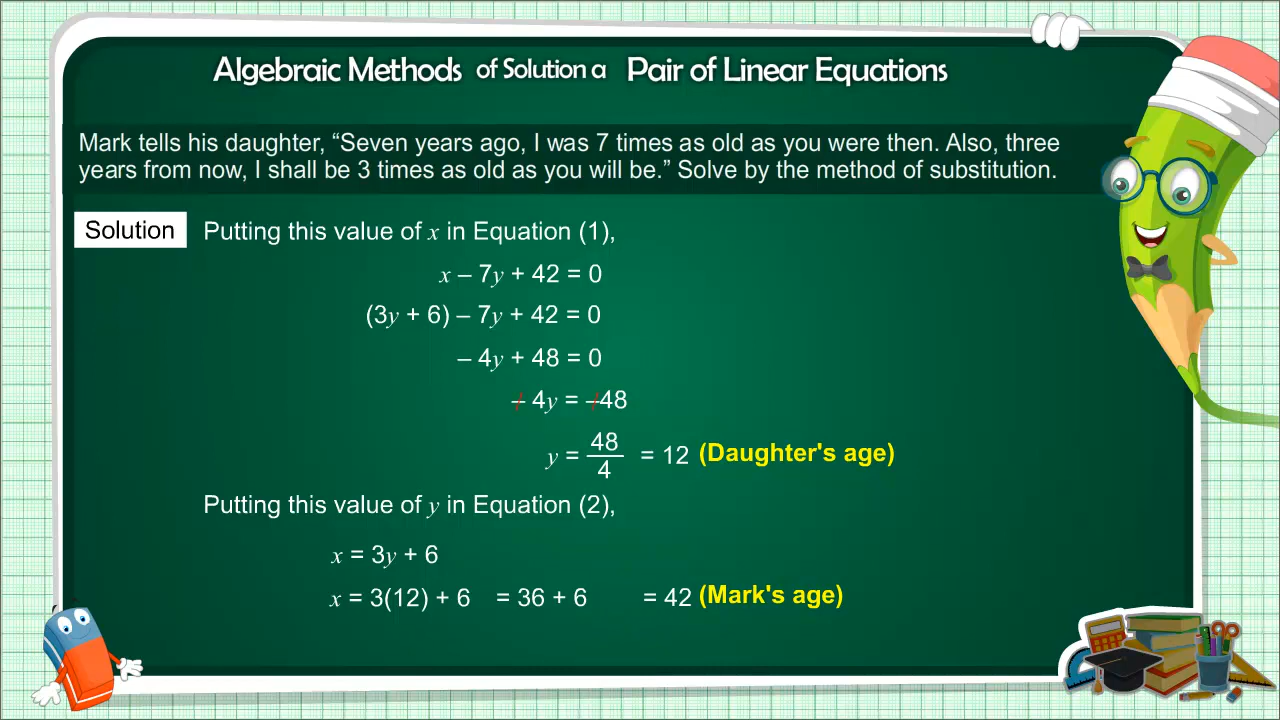 Algebraic Methods of Solution a Pair of Linear Equations
Mark tells his daughter, “Seven years ago, I was 7 times as old as you were then. Also, three
years from now, I shall be 3 times as old as you will be.” Solve by the method of substitution.
Solution Putting this value of x in Equation (1),
x – 7y + 42 = 0
(3y + 6) – 7y + 42 = 0
– 4y + 48 = 0
– 4y = –48
y = 48/4 = 12 (Daughter's age)
Putting this value of y in Equation (2),
x = 3y + 6
x = 3(12) + 6 = 36 + 6 = 42 (Mark's age)